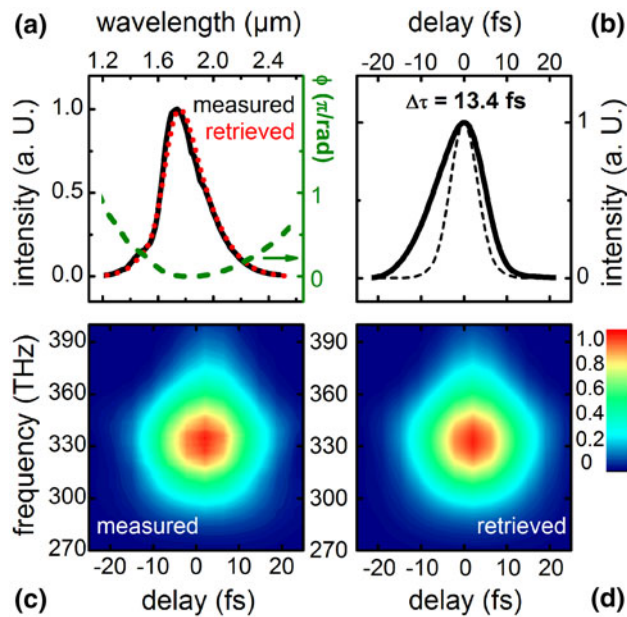 (a) wavelength (µm) delay (fs) (b)
1.2 1.6 2.0 2.4 -20 -10 0 10 20
intensity (a. U.)
1.0
0.5
0.0
measured
retrieved
ϕ (π/rad)
1
0
Δτ = 13.4 fs
1
0
intensity (a. U.)
frequency (THz)
390
360
330
300
270
measured
390
360
330
300
270
retrieved
1.0
0.8
0.6
0.4
0.2
0
-20 -10 0 10 20 -20 -10 0 10 20
(c) delay (fs) delay (fs) (d)